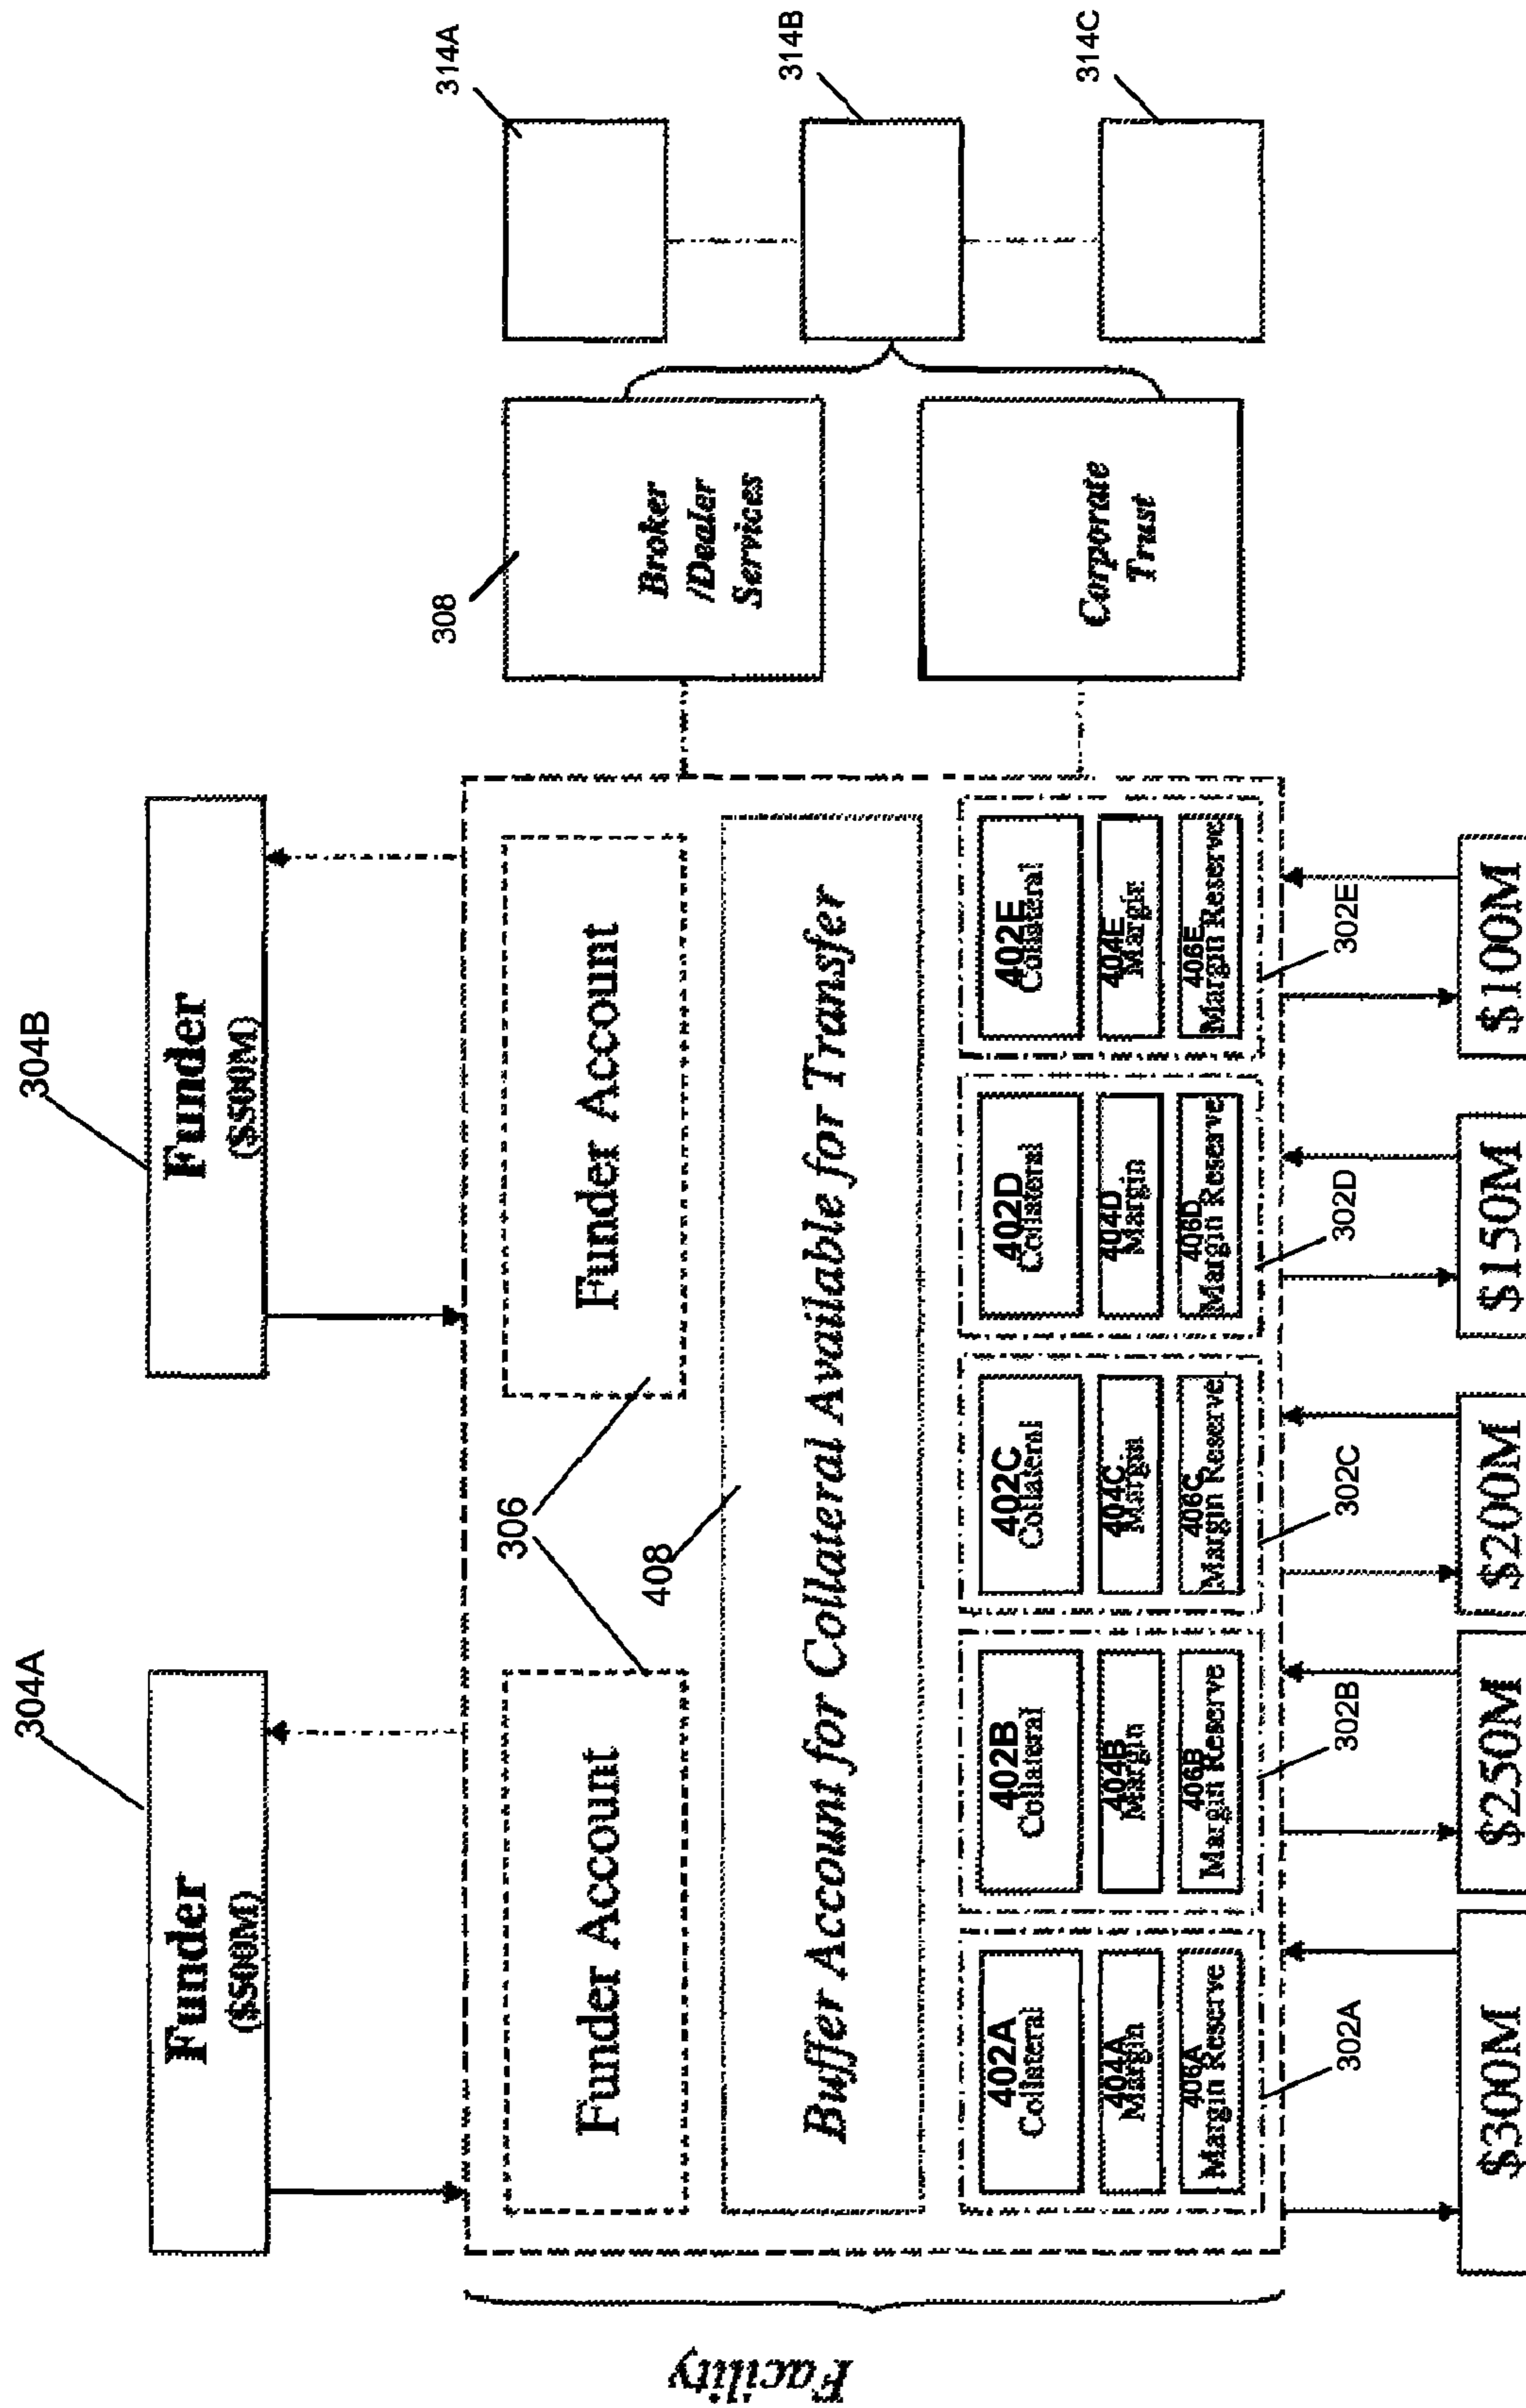 304A
304B
Funder
($500M)
Funder
($500M)
Facility
Funder Account
306
Funder Account
308
Broker
/Dealer
Services
314A
408
Buffer Account for Collateral Available for Transfer
314B
402A
Collateral
404A
Margin
406A
Margin Reserve
402B
Collateral
404B
Margin
406B
Margin Reserve
402C
Collateral
404C
Margin
406C
Margin Reserve
402D
Collateral
404D
Margin
406D
Margin Reserve
402E
Collateral
404E
Margin
406E
Margin Reserve
Corporate
Trust
314C
302A
302B
302C
302D
302E
$300M
$250M
$200M
$150M
$100M